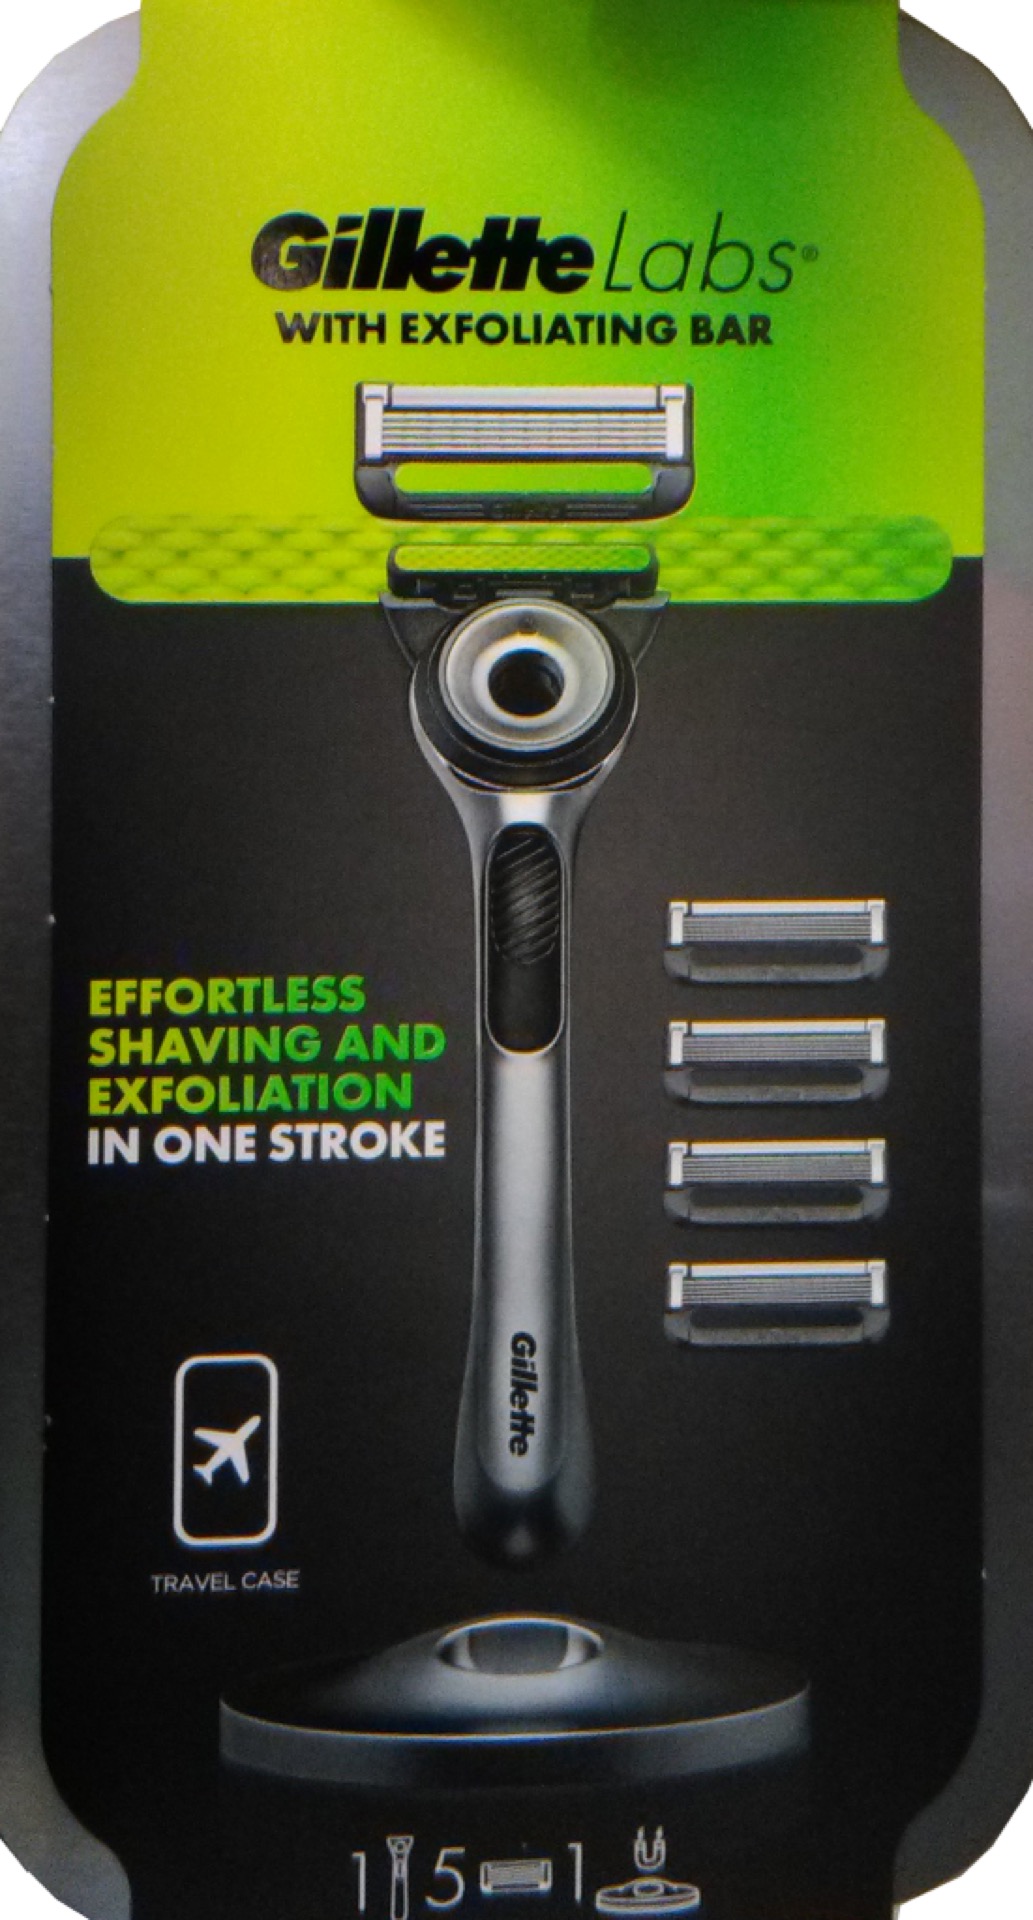 Gillette Labs®
WITH EXFOLIATING BAR
EFFORTLESS
SHAVING AND
EXFOLIATION
IN ONE STROKE
Gillette
TRAVEL CASE
1 5 1